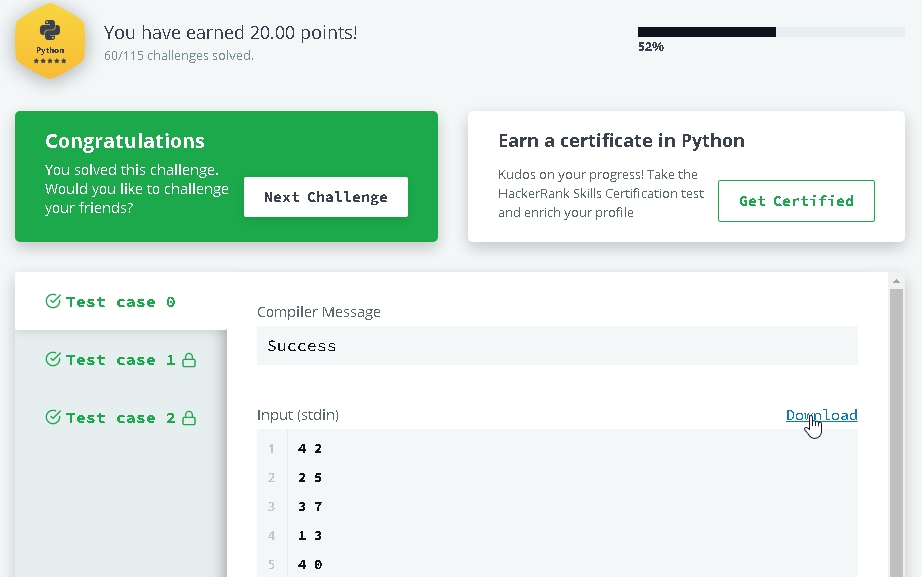 Python
★★★★★
You have earned 20.00 points!
60/115 challenges solved.
52%
Congratulations
You solved this challenge.
Would you like to challenge
your friends?
Next Challenge
Earn a certificate in Python
Kudos on your progress! Take the
HackerRank Skills Certification test
and enrich your profile
Get Certified
Test case 0
Test case 1
Test case 2
Compiler Message
Success
Input (stdin)
Download
1 4 2
2 2 5
3 3 7
4 1 3
5 4 0